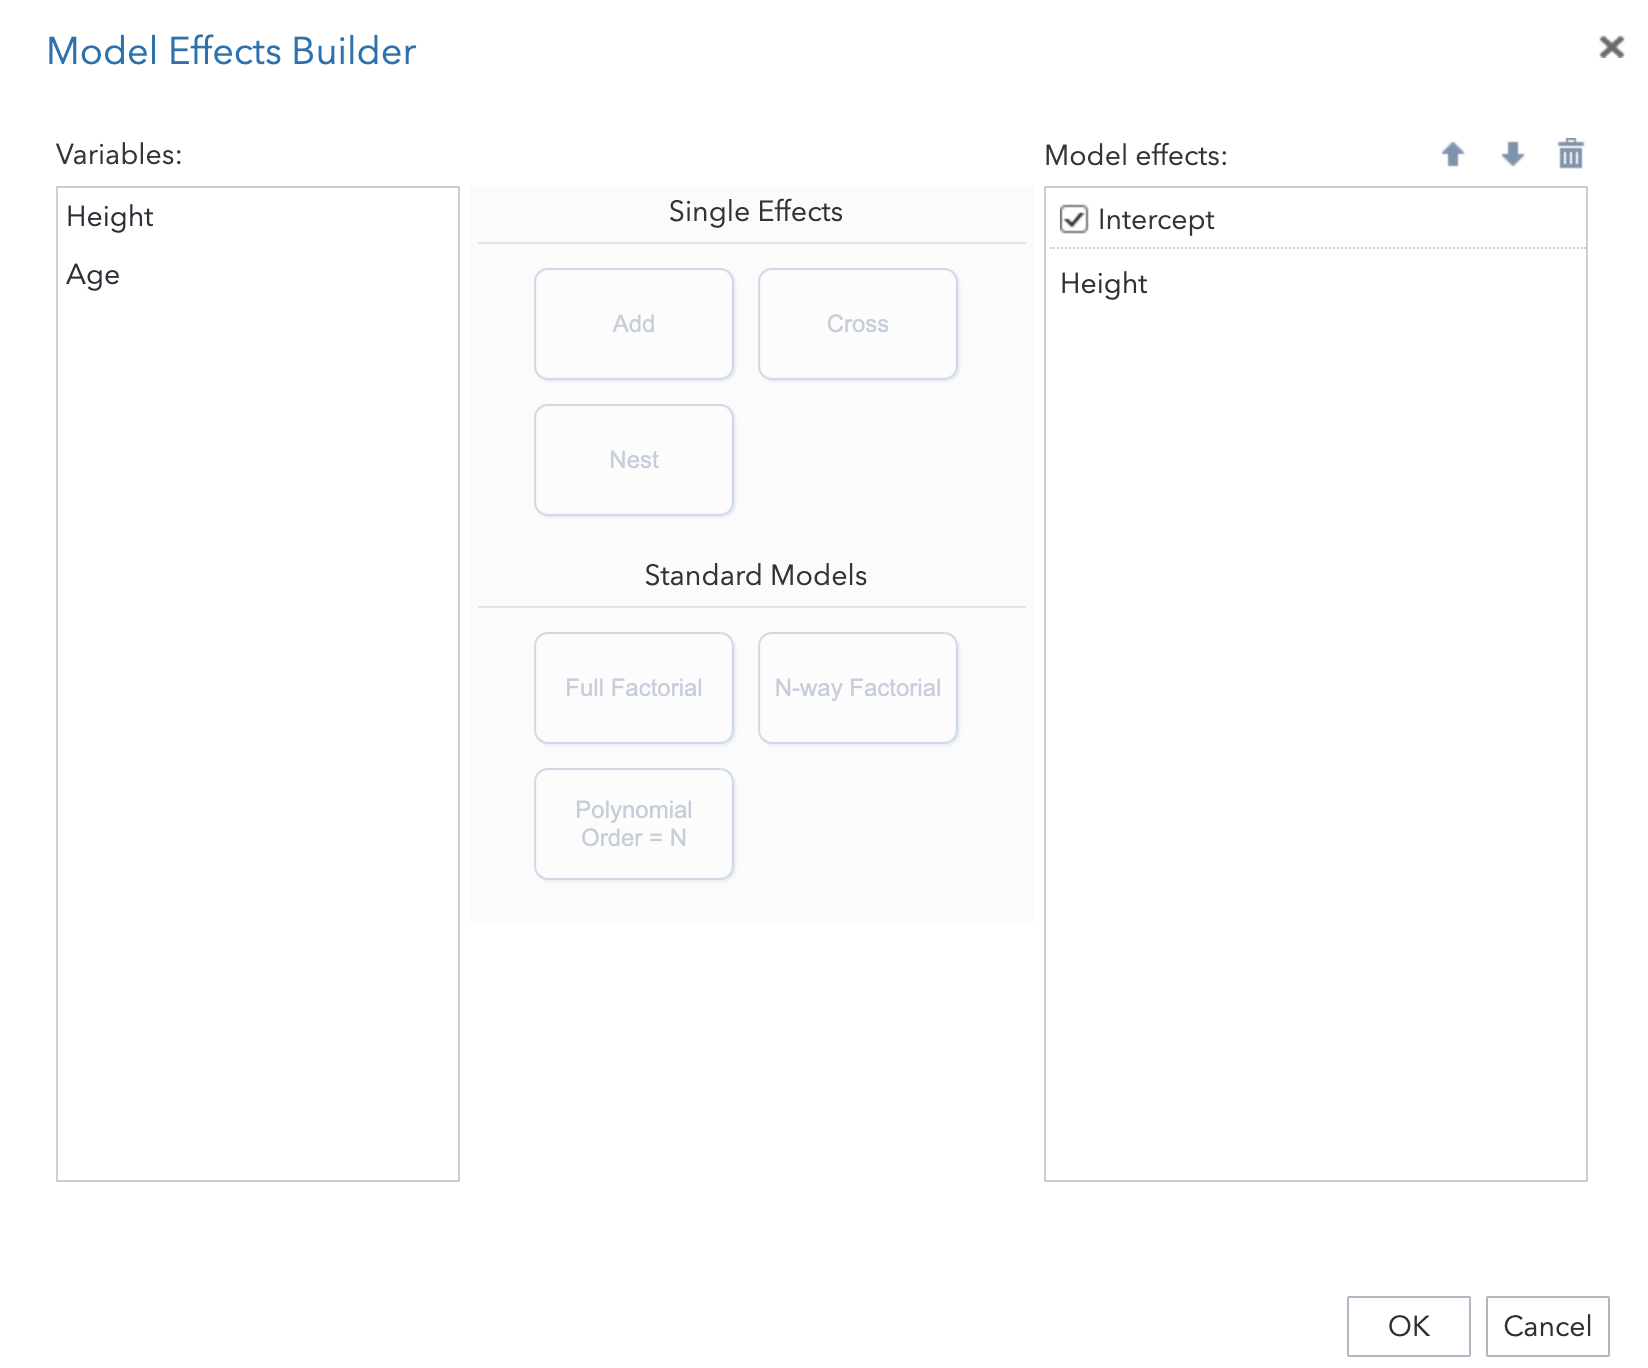 Model Effects Builder
Variables:
Height
Age
Single Effects
Add
Cross
Nest
Standard Models
Full Factorial
N-way Factorial
Polynomial
Order = N
Model effects:
Intercept
Height
OK
Cancel